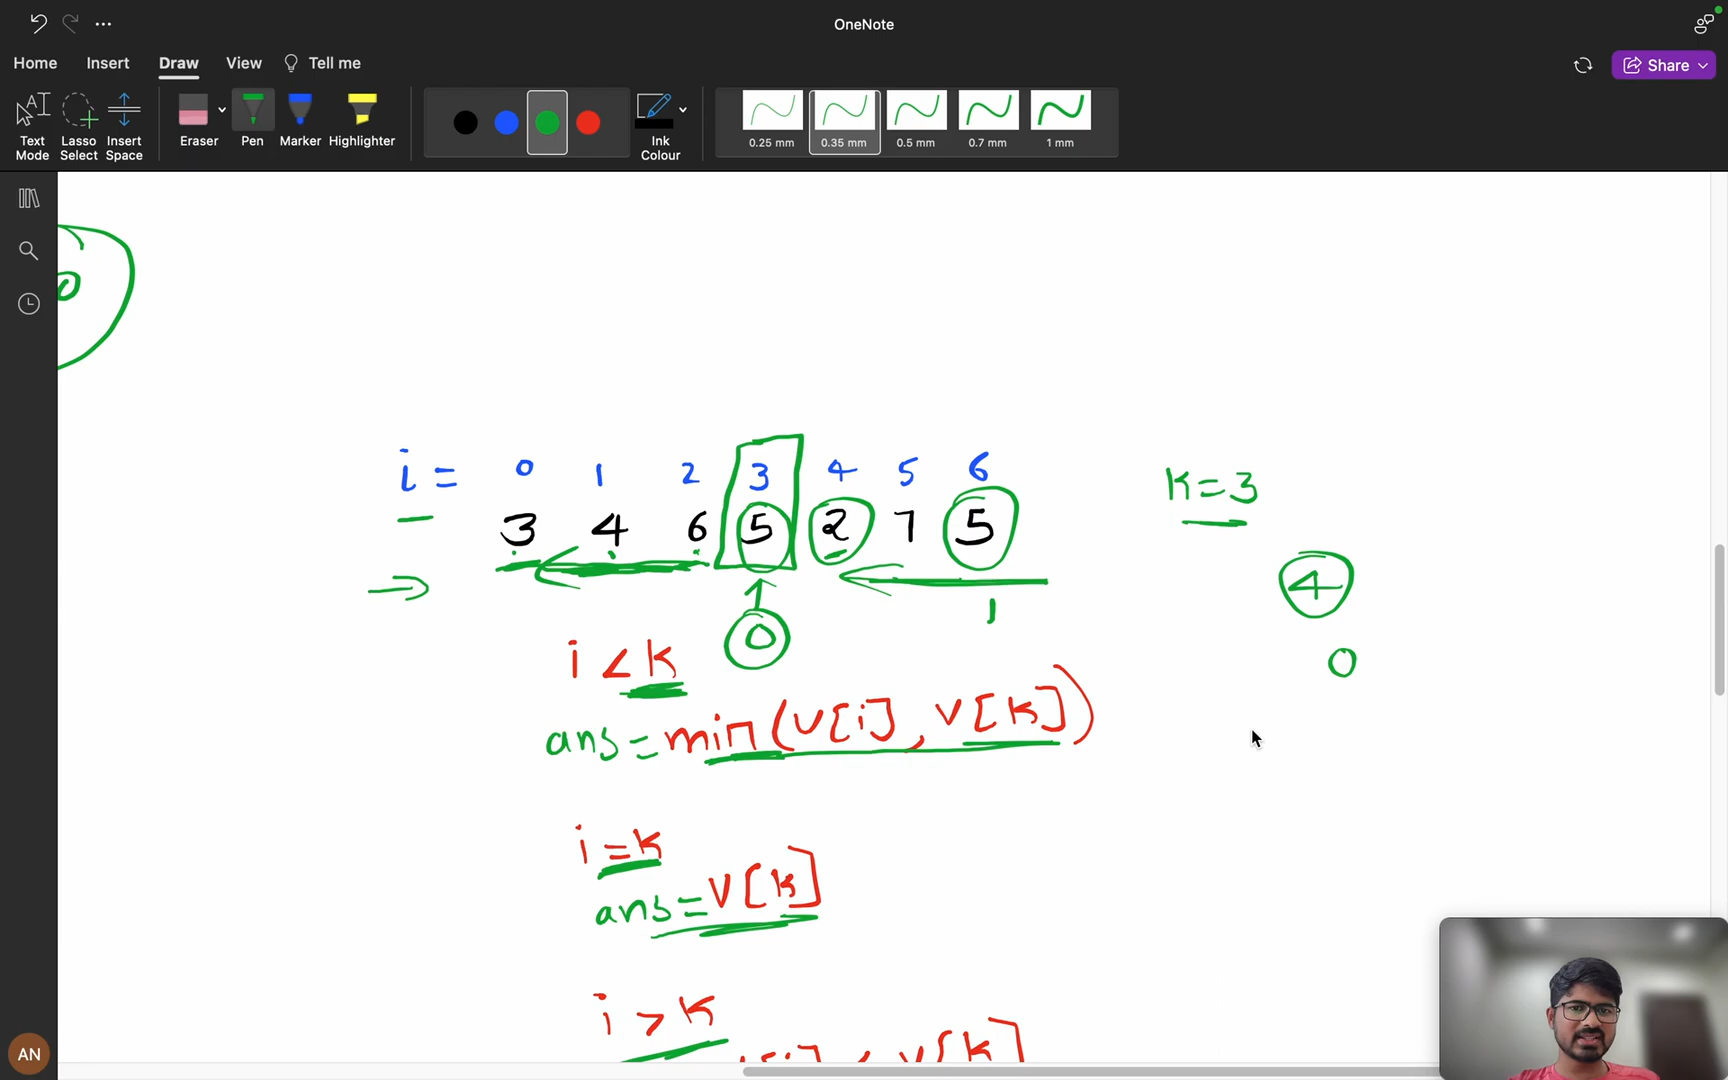 OneNote
Home Insert Draw View Tell me
Share
Text Mode
Lasso Select
Insert Space
Eraser
Pen
Marker
Highlighter
Ink Colour
0.25 mm
0.35 mm
0.5 mm
0.7 mm
1 mm
0
i = 0 1 2 3 4 5 6
3 4 6 5 2 7 5
K=3
4
0
1
0
i < k
ans = min(v[i], v[k])
i = k
ans = v[k]
i > k
v[k]
AN